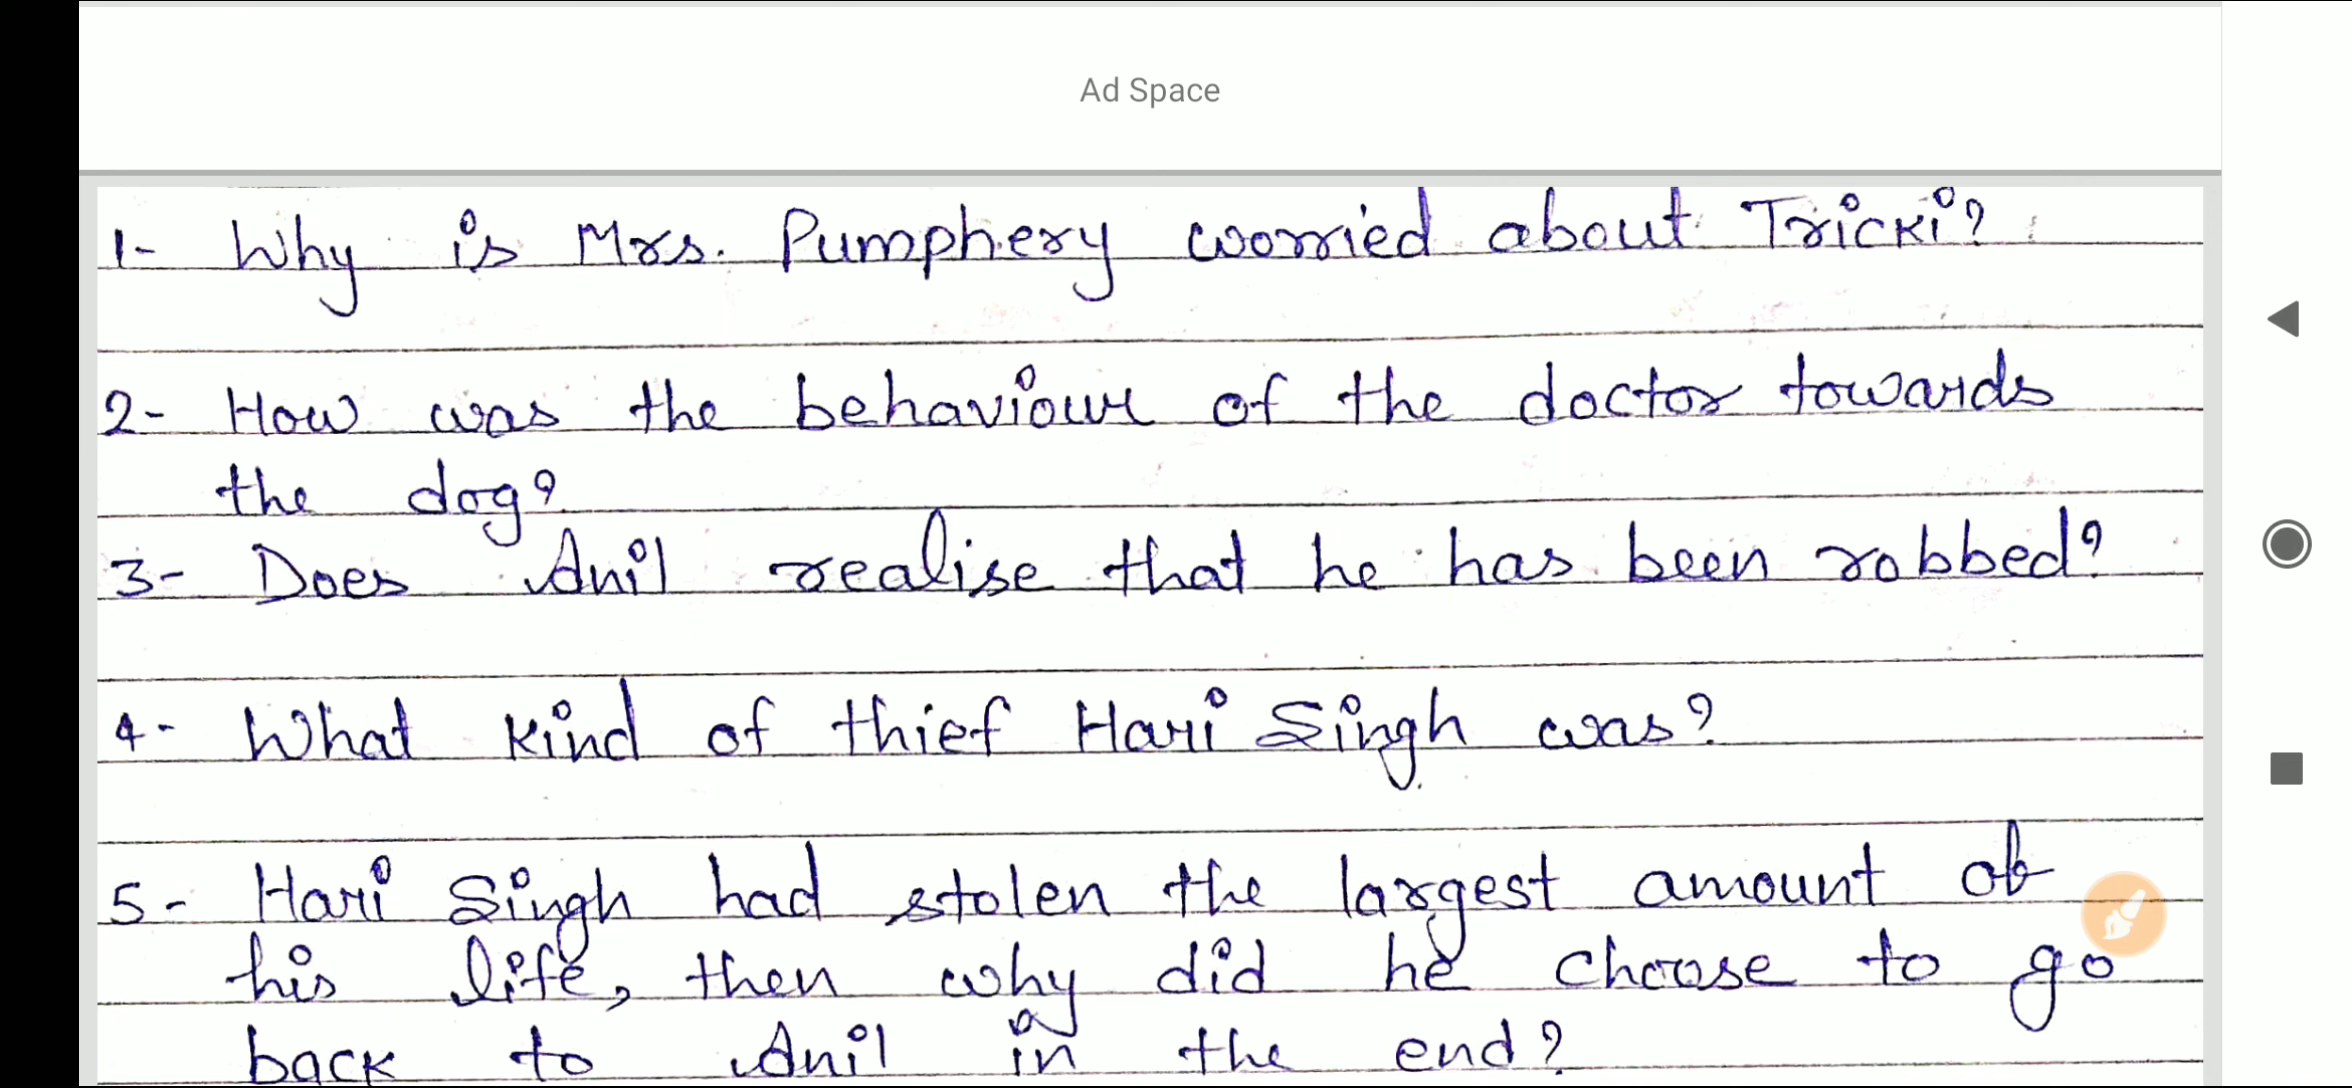 Ad Space
1- Why is Mrs. Pumphery worried about Tricki?
2- How was the behaviour of the doctor towards
the dog?
3- Does Anil realise that he has been robbed?
4- What kind of thief Hari Singh was?
5- Hari Singh had stolen the largest amount of
his life, then why did he choose to go
back to Anil in the end?